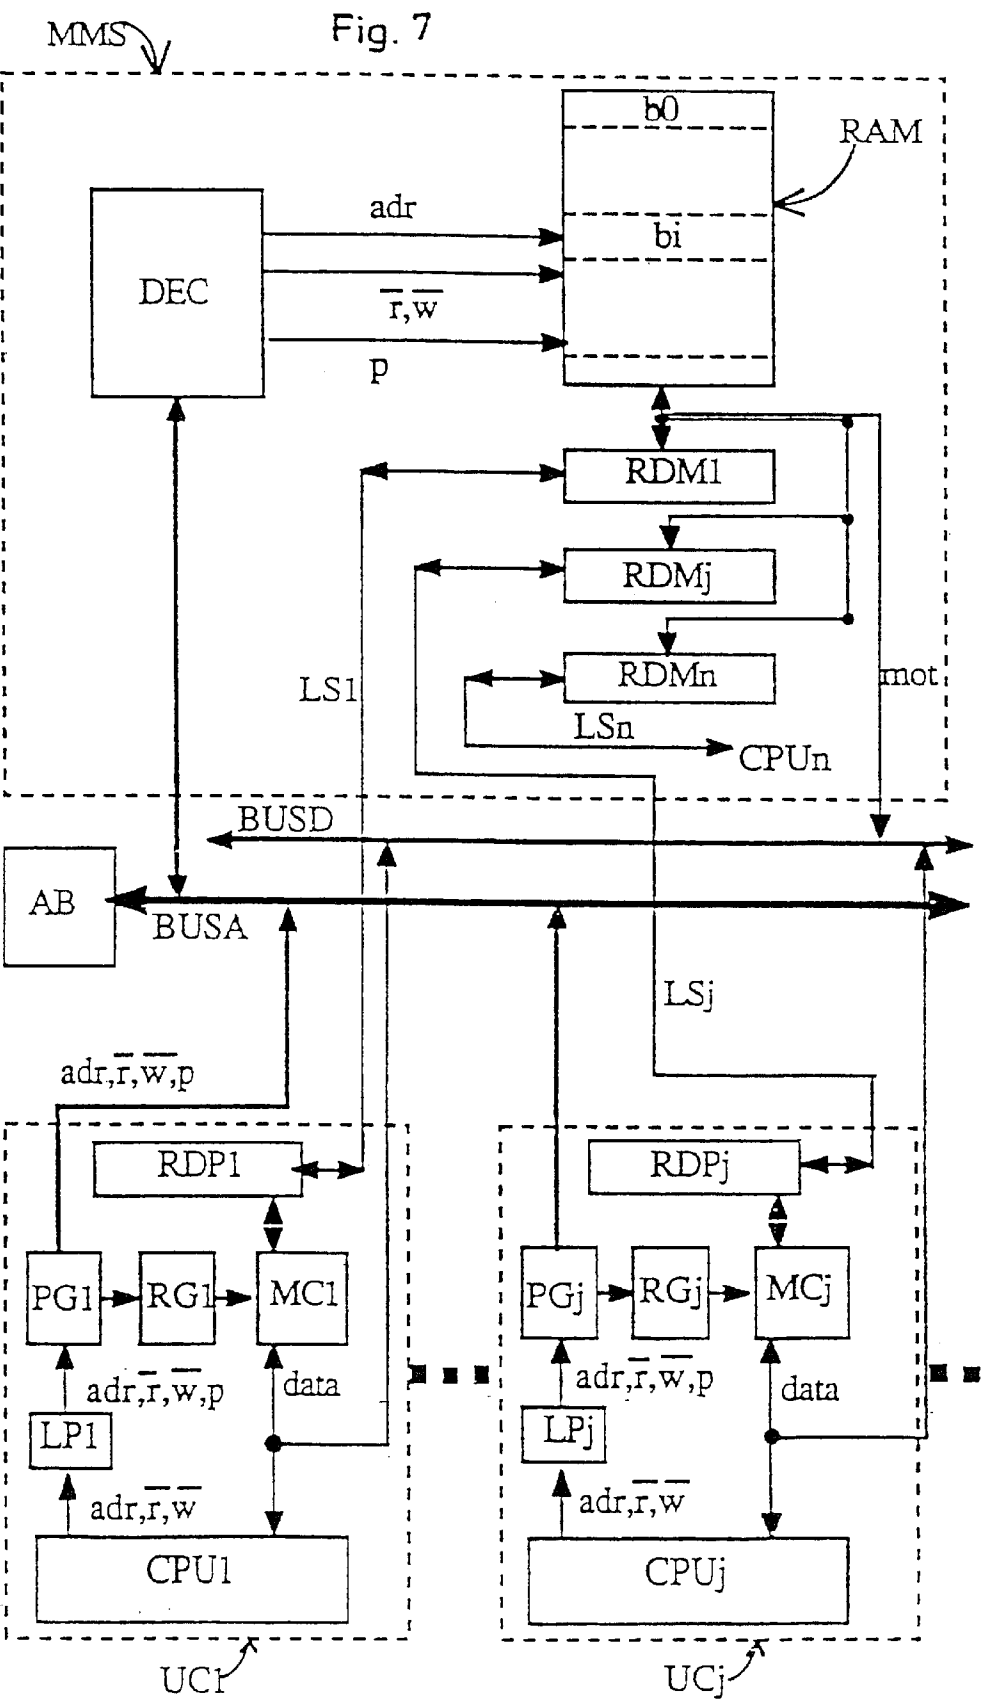 Fig. 7
MMS
b0
RAM
adr
bi
DEC
r̅,w̅
p
RDM1
RDMj
RDMn
mot
LS1
LSn
CPUn
BUSD
AB
BUSA
LSj
adr,r̅,w̅,p
RDP1
RDPj
PG1
RG1
MC1
PGj
RGj
MCj
adr,r̅,w̅,p
data
adr,r̅,w̅,p
data
LP1
LPj
adr,r̅,w̅
adr,r̅,w̅
CPU1
CPUj
UC1
UCj